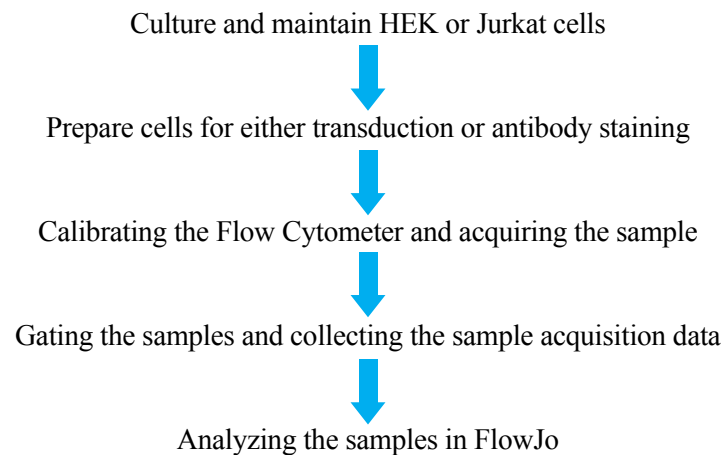 Culture and maintain HEK or Jurkat cells
Prepare cells for either transduction or antibody staining
Calibrating the Flow Cytometer and acquiring the sample
Gating the samples and collecting the sample acquisition data
Analyzing the samples in FlowJo